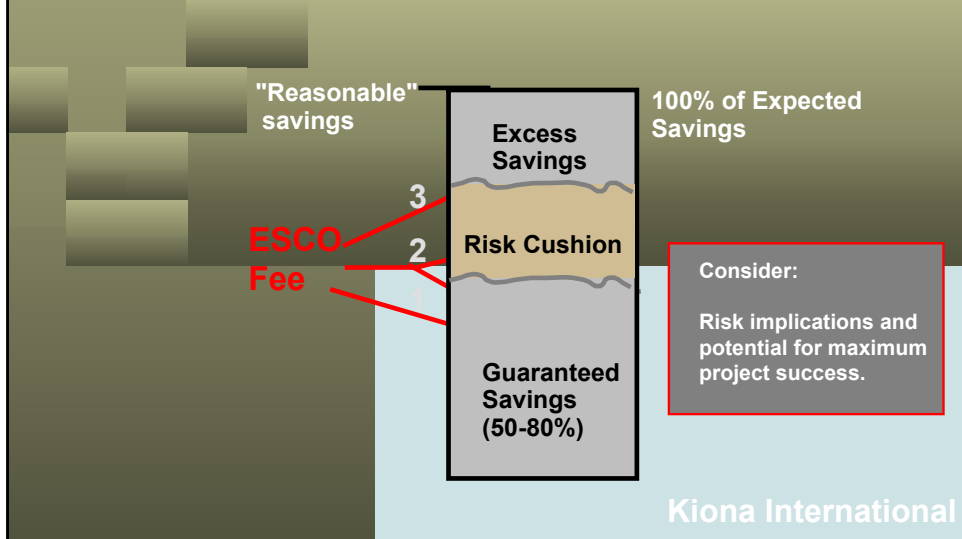 "Reasonable"
savings
100% of Expected
Savings
Excess
Savings
3
ESCO
Fee
2
1
Risk Cushion
Consider:
Risk implications and
potential for maximum
project success.
Guaranteed
Savings
(50-80%)
Kiona International